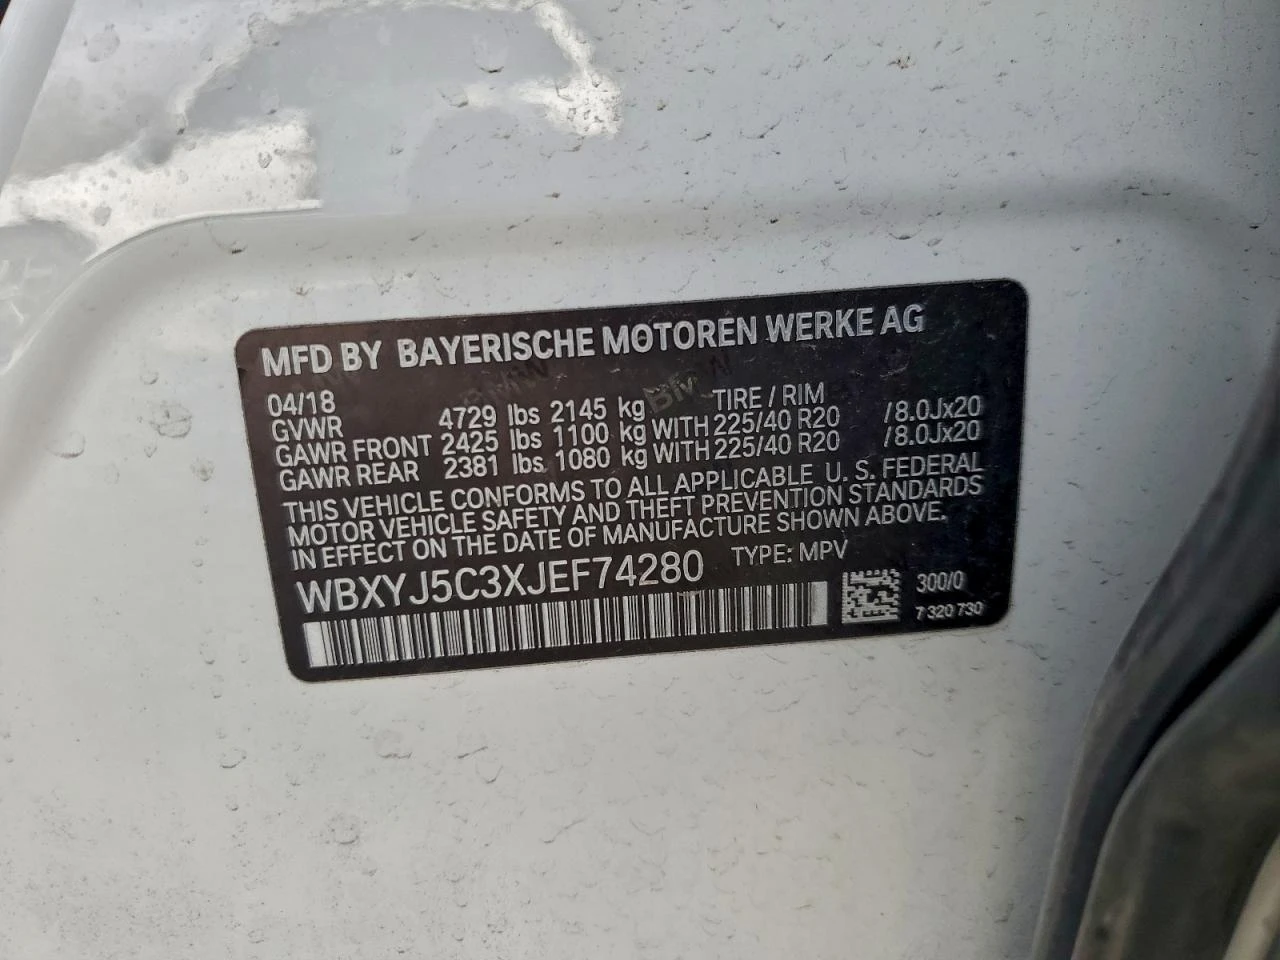 MFD BY BAYERISCHE MOTOREN WERKE AG
04/18 TIRE / RIM
GVWR 4729 lbs 2145 kg
GAWR FRONT 2425 lbs 1100 kg WITH 225/40 R20 /8.0Jx20
GAWR REAR 2381 lbs 1080 kg WITH 225/40 R20 /8.0Jx20
THIS VEHICLE CONFORMS TO ALL APPLICABLE U. S. FEDERAL
MOTOR VEHICLE SAFETY AND THEFT PREVENTION STANDARDS
IN EFFECT ON THE DATE OF MANUFACTURE SHOWN ABOVE.
WBXYJ5C3XJEF74280 TYPE: MPV
300/0
7 320 730